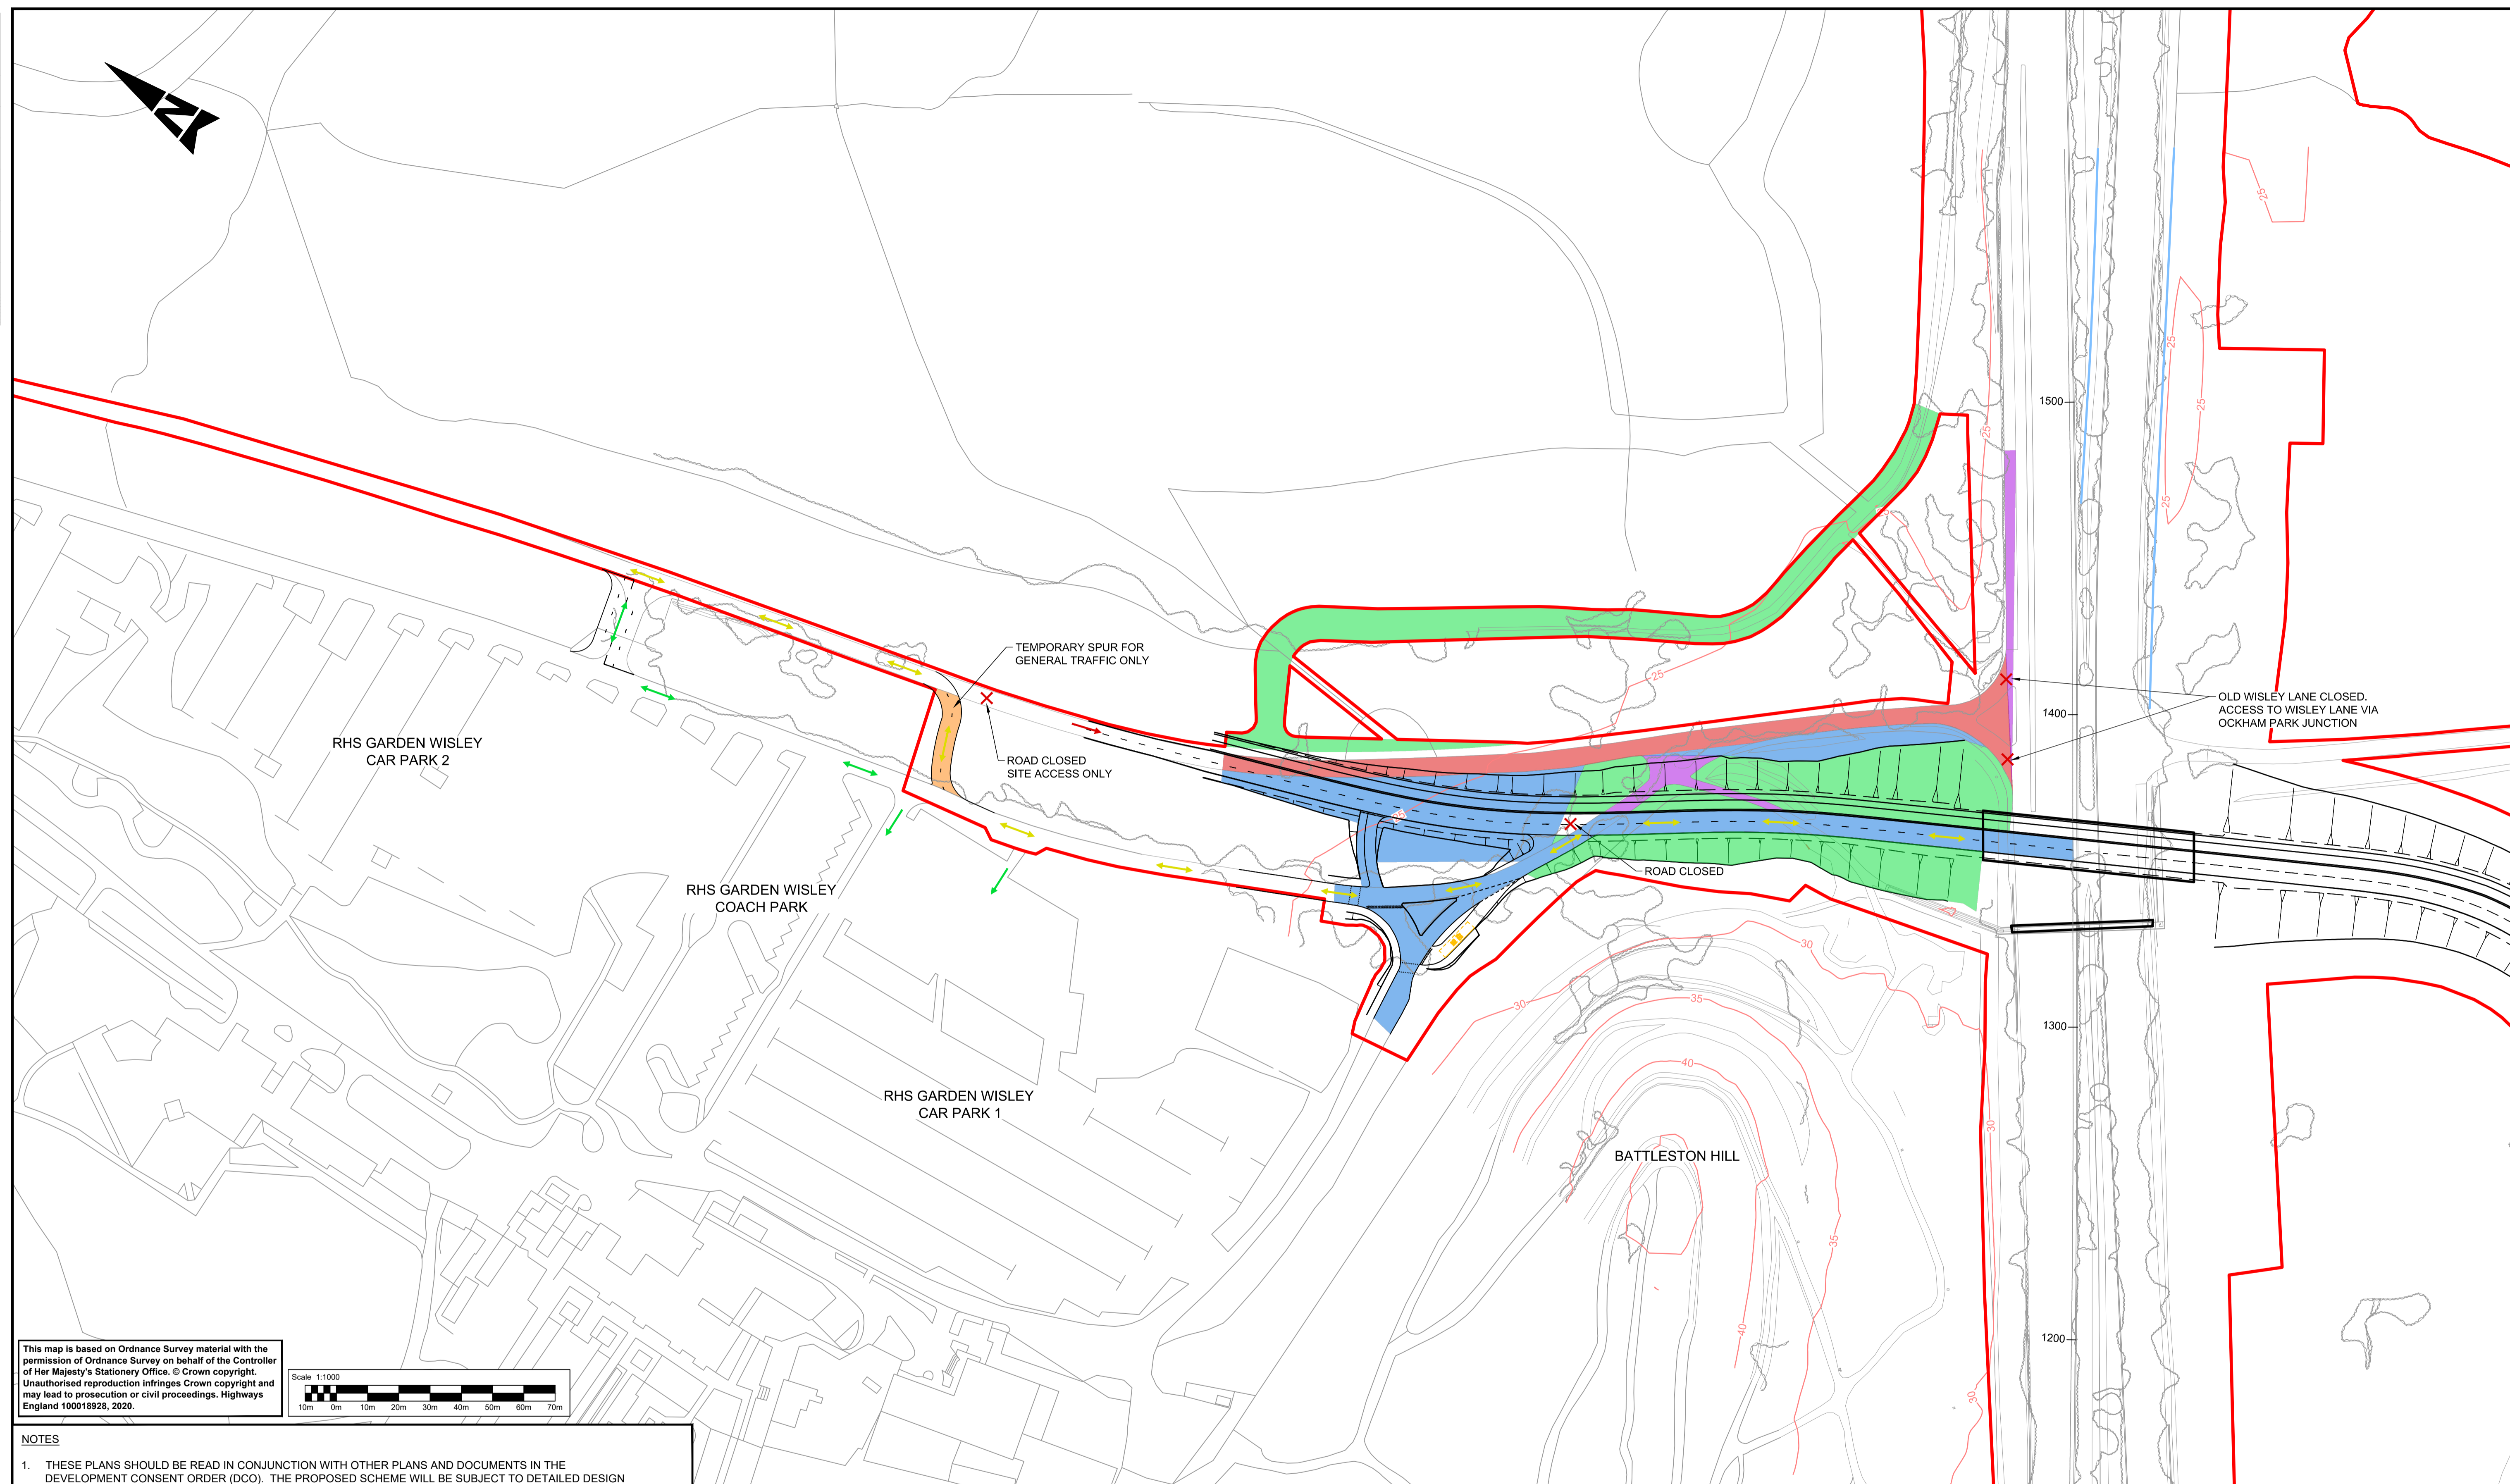 N
1500
25
25
25
25
25
25
TEMPORARY SPUR FOR
GENERAL TRAFFIC ONLY
25
OLD WISLEY LANE CLOSED.
ACCESS TO WISLEY LANE VIA
OCKHAM PARK JUNCTION
1400
RHS GARDEN WISLEY
CAR PARK 2
ROAD CLOSED
SITE ACCESS ONLY
25
ROAD CLOSED
RHS GARDEN WISLEY
COACH PARK
30
30
35
1300
40
RHS GARDEN WISLEY
CAR PARK 1
30
BATTLESTON HILL
35
40
1200
30
This map is based on Ordnance Survey material with the
permission of Ordnance Survey on behalf of the Controller
of Her Majesty's Stationery Office. © Crown copyright.
Unauthorised reproduction infringes Crown copyright and
may lead to prosecution or civil proceedings. Highways
England 100018928, 2020.
Scale 1:1000
10m 0m 10m 20m 30m 40m 50m 60m 70m
NOTES
1. THESE PLANS SHOULD BE READ IN CONJUNCTION WITH OTHER PLANS AND DOCUMENTS IN THE
DEVELOPMENT CONSENT ORDER (DCO). THE PROPOSED SCHEME WILL BE SUBJECT TO DETAILED DESIGN